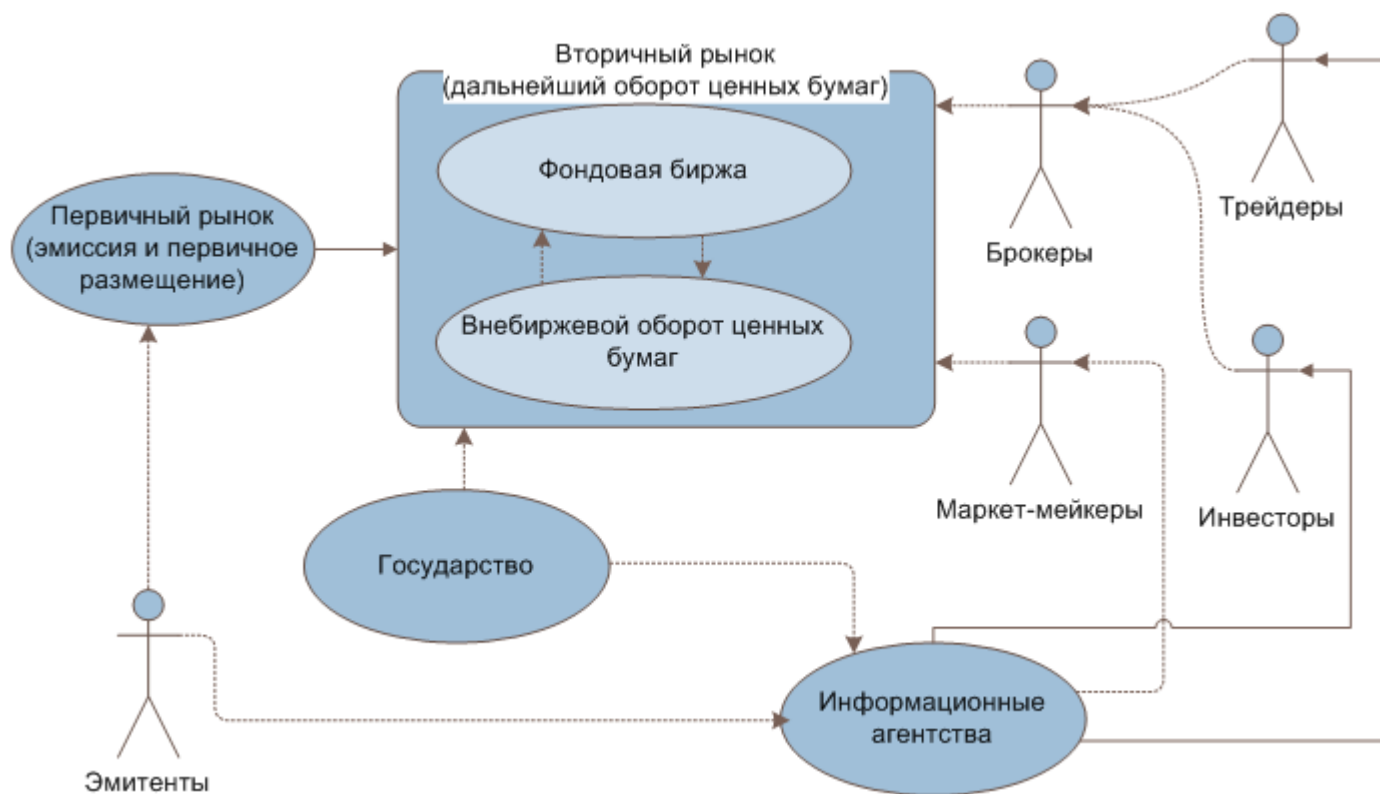 Вторичный рынок
(дальнейший оборот ценных бумаг)
Фондовая биржа
Внебиржевой оборот ценных
бумаг
Первичный рынок
(эмиссия и первичное
размещение)
Брокеры
Трейдеры
Маркет-мейкеры
Инвесторы
Государство
Информационные
агентства
Эмитенты